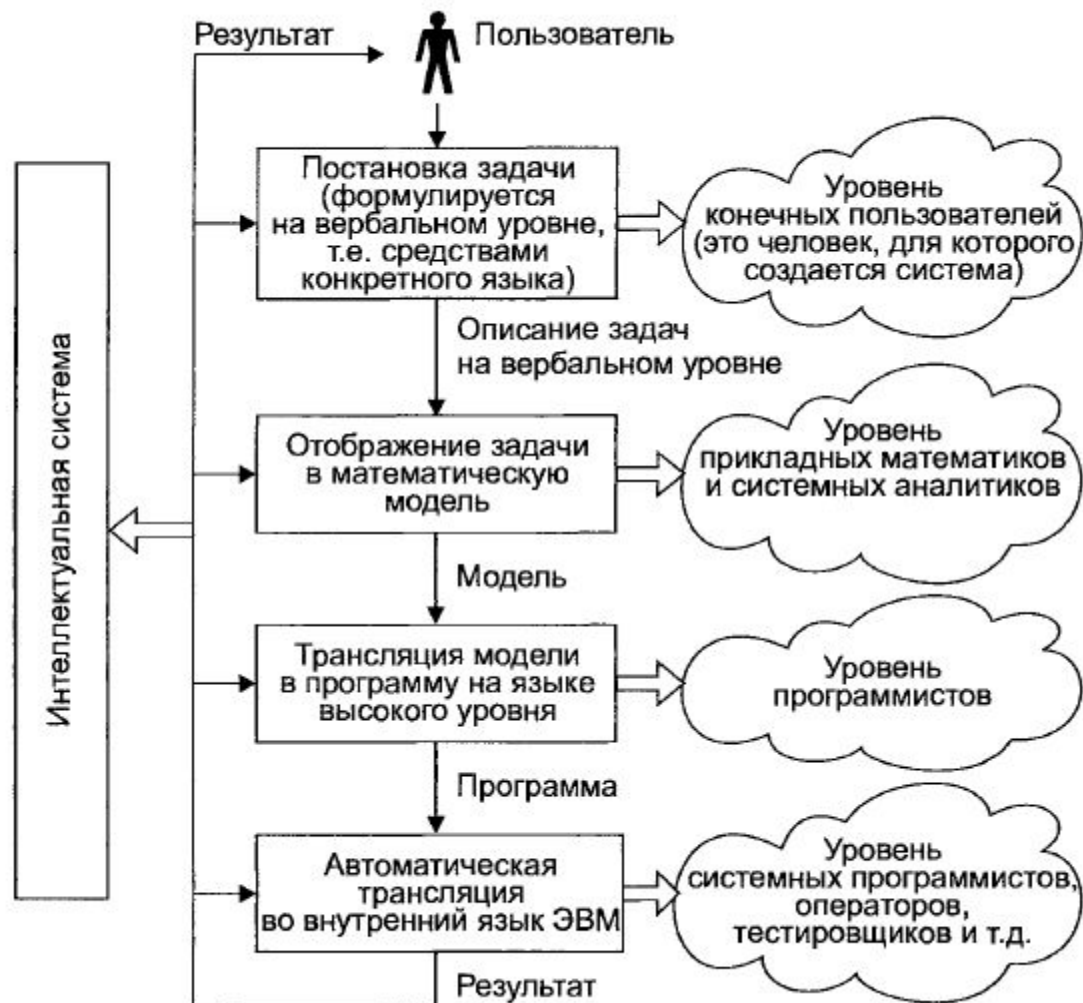 Результат
Пользователь
Постановка задачи
(формулируется
на вербальном уровне,
т.е. средствами
конкретного языка)
Уровень
конечных пользователей
(это человек, для которого
создается система)
Описание задач
на вербальном уровне
Интеллектуальная система
Отображение задачи
в математическую
модель
Уровень
прикладных математиков
и системных аналитиков
Модель
Трансляция модели
в программу на языке
высокого уровня
Уровень
программистов
Программа
Автоматическая
трансляция
во внутренний язык ЭВМ
Уровень
системных программистов,
операторов,
тестировщиков и т.д.
Результат